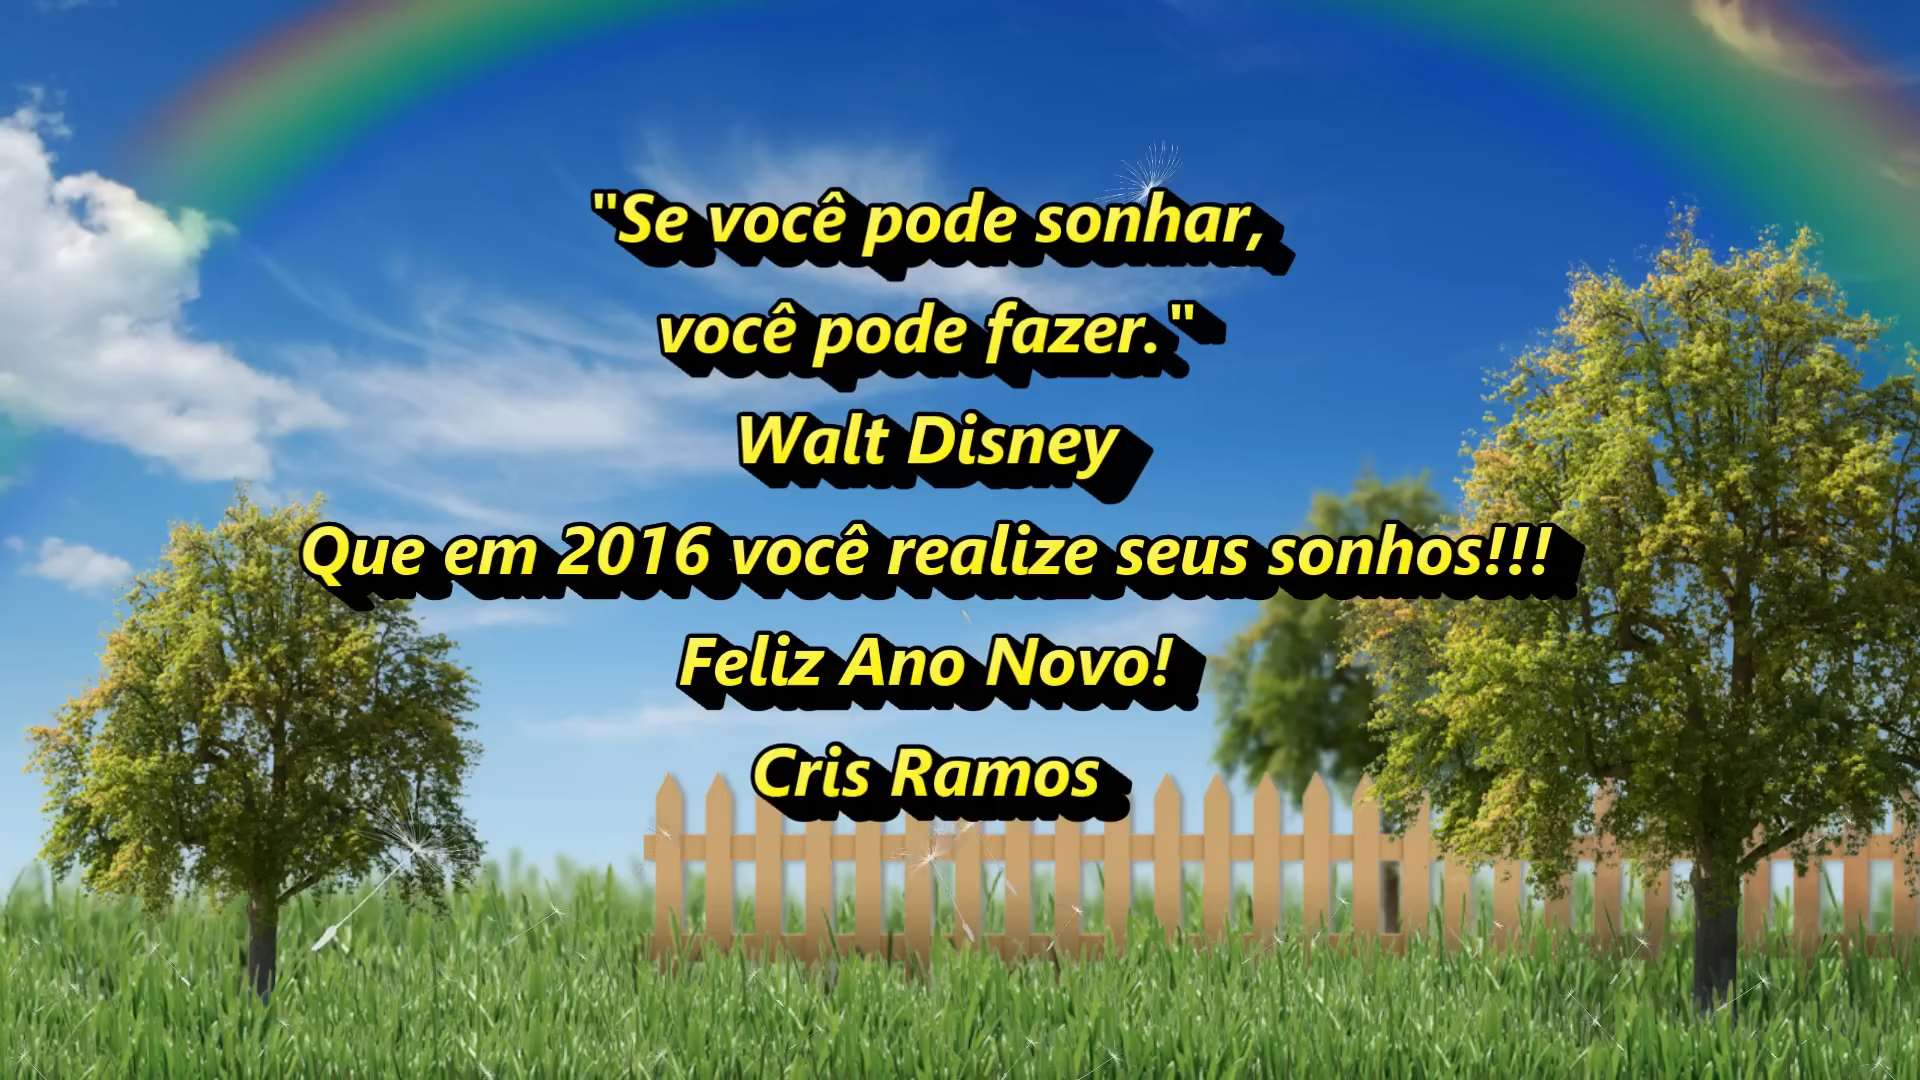 "Se você pode sonhar,
você pode fazer."
Walt Disney
Que em 2016 você realize seus sonhos!!!
Feliz Ano Novo!
Cris Ramos